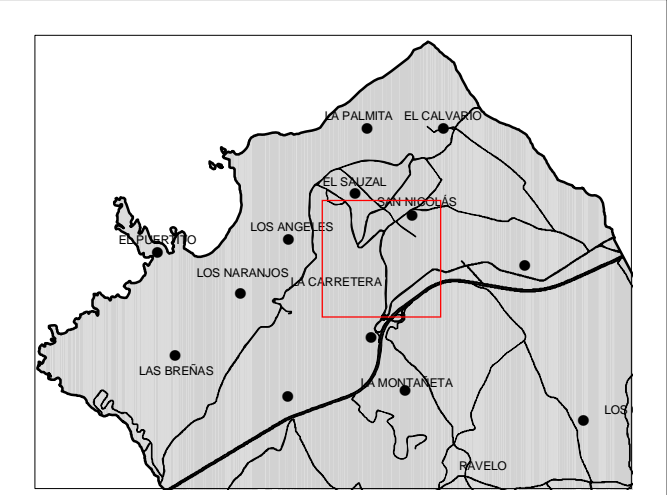 LA PALMITA
EL CALVARIO
EL SAUZAL
SAN NICOLÁS
LOS ANGELES
EL PUERTITO
LOS NARANJOS
LA CARRETERA
LAS BREÑAS
LA MONTAÑETA
LOS
RAVELO